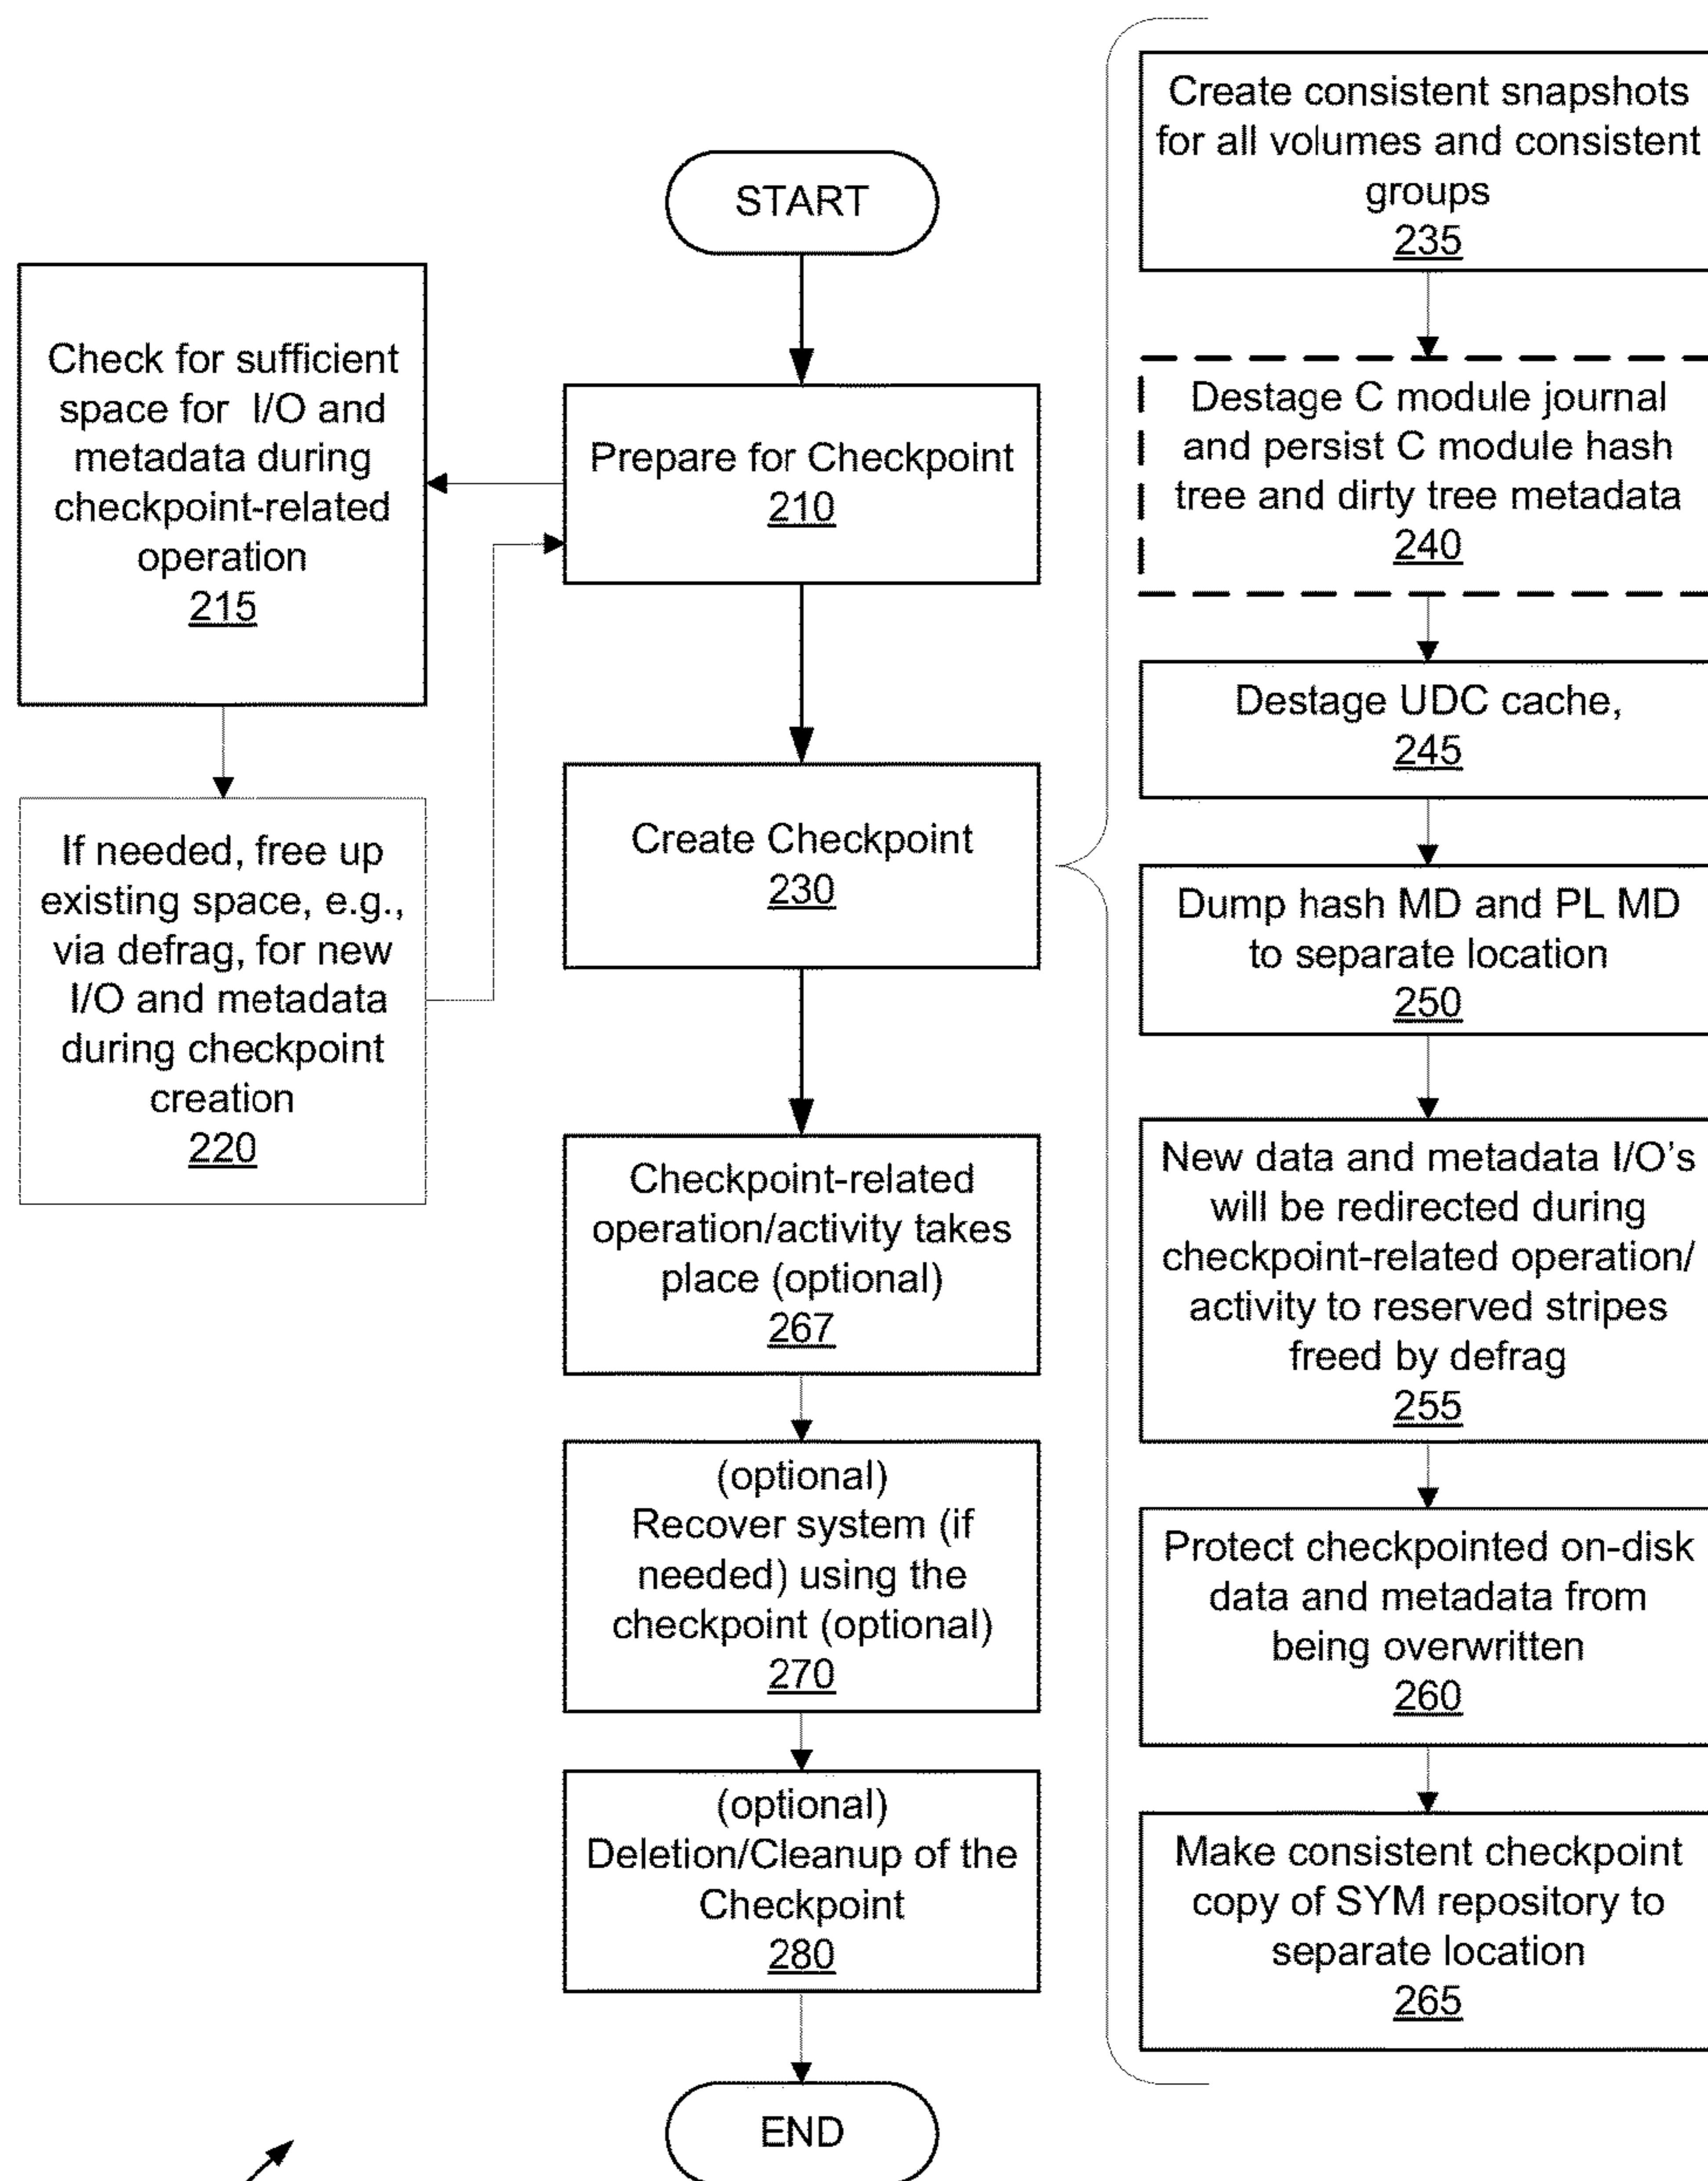 START
Check for sufficient
space for I/O and
metadata during
checkpoint-related
operation
215
If needed, free up
existing space, e.g.,
via defrag, for new
I/O and metadata
during checkpoint
creation
220
Prepare for Checkpoint
210
Create Checkpoint
230
Checkpoint-related
operation/activity takes
place (optional)
267
(optional)
Recover system (if
needed) using the
checkpoint (optional)
270
(optional)
Deletion/Cleanup of the
Checkpoint
280
END
Create consistent snapshots
for all volumes and consistent
groups
235
Destage C module journal
and persist C module hash
tree and dirty tree metadata
240
Destage UDC cache,
245
Dump hash MD and PL MD
to separate location
250
New data and metadata I/O's
will be redirected during
checkpoint-related operation/
activity to reserved stripes
freed by defrag
255
Protect checkpointed on-disk
data and metadata from
being overwritten
260
Make consistent checkpoint
copy of SYM repository to
separate location
265